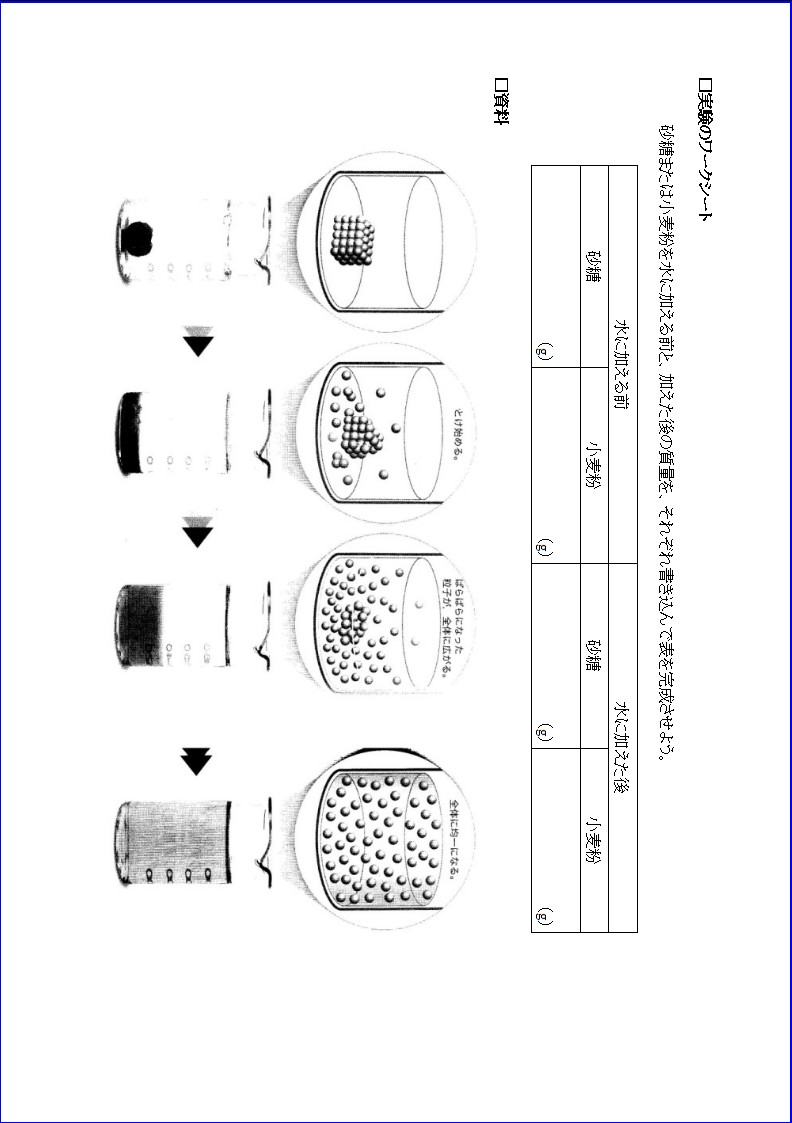 □実験のワークシート
砂糖または小麦粉を水に加える前と、加えた後の質量を、それぞれ書き込んで表を完成させよう。
水に加える前 水に加えた後
砂糖 小麦粉 砂糖 小麦粉
(g) (g) (g) (g)
□資料
とけ始める。
ばらばらになった
粒子が、全体に広がる。
全体に均一になる。